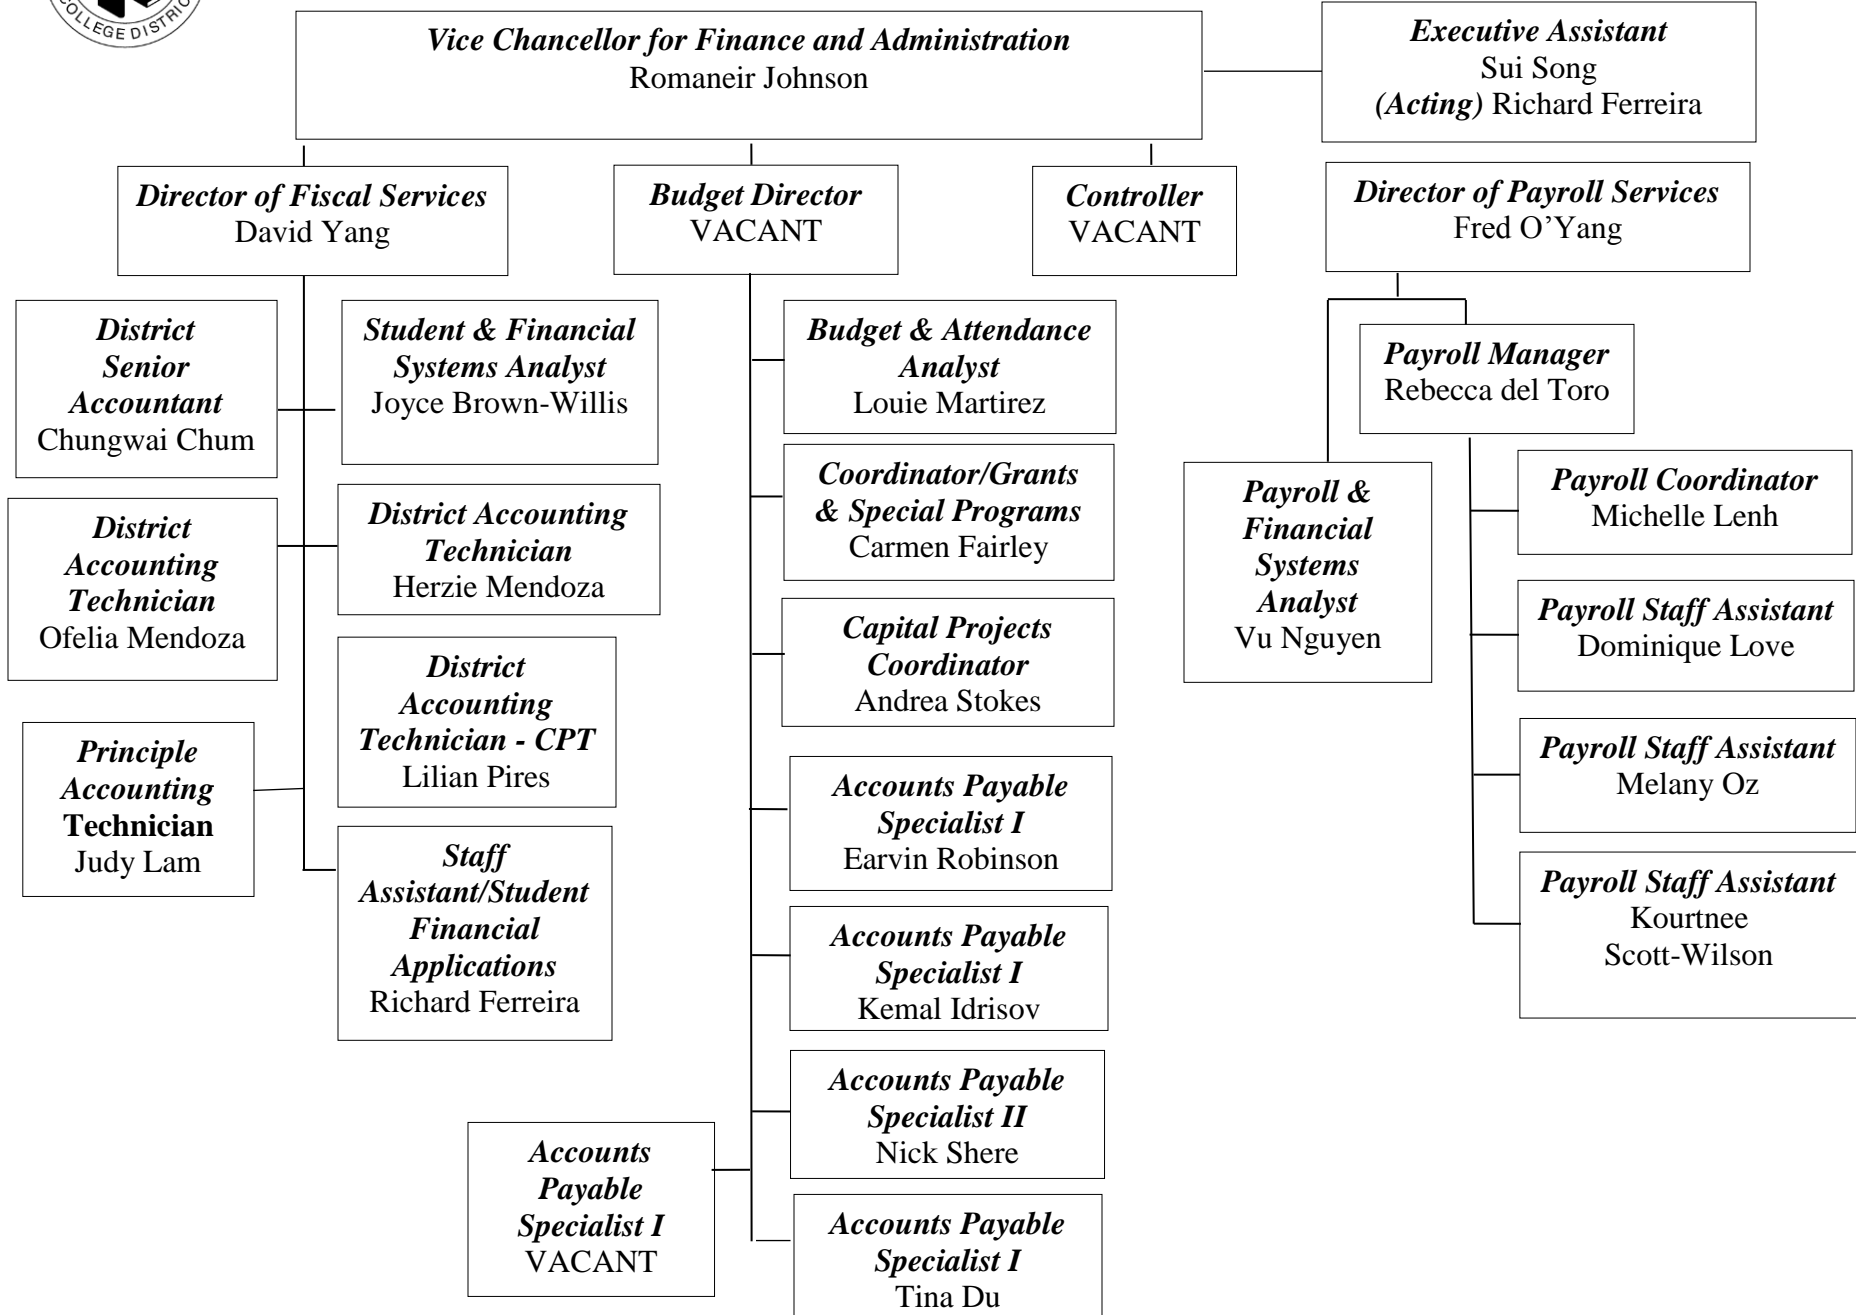 COLLEGE DISTRI
Vice Chancellor for Finance and Administration
Romaneir Johnson
Executive Assistant
Sui Song
(Acting) Richard Ferreira
Director of Fiscal Services
David Yang
Budget Director
VACANT
Controller
VACANT
Director of Payroll Services
Fred O’Yang
District
Senior
Accountant
Chungwai Chum
Student & Financial
Systems Analyst
Joyce Brown-Willis
District
Accounting
Technician
Ofelia Mendoza
District Accounting
Technician
Herzie Mendoza
District
Accounting
Technician - CPT
Lilian Pires
Principle
Accounting
Technician
Judy Lam
Staff
Assistant/Student
Financial
Applications
Richard Ferreira
Budget & Attendance
Analyst
Louie Martirez
Coordinator/Grants
& Special Programs
Carmen Fairley
Capital Projects
Coordinator
Andrea Stokes
Accounts Payable
Specialist I
Earvin Robinson
Accounts Payable
Specialist I
Kemal Idrisov
Accounts Payable
Specialist II
Nick Shere
Accounts
Payable
Specialist I
VACANT
Accounts Payable
Specialist I
Tina Du
Payroll Manager
Rebecca del Toro
Payroll &
Financial
Systems
Analyst
Vu Nguyen
Payroll Coordinator
Michelle Lenh
Payroll Staff Assistant
Dominique Love
Payroll Staff Assistant
Melany Oz
Payroll Staff Assistant
Kourtnee
Scott-Wilson